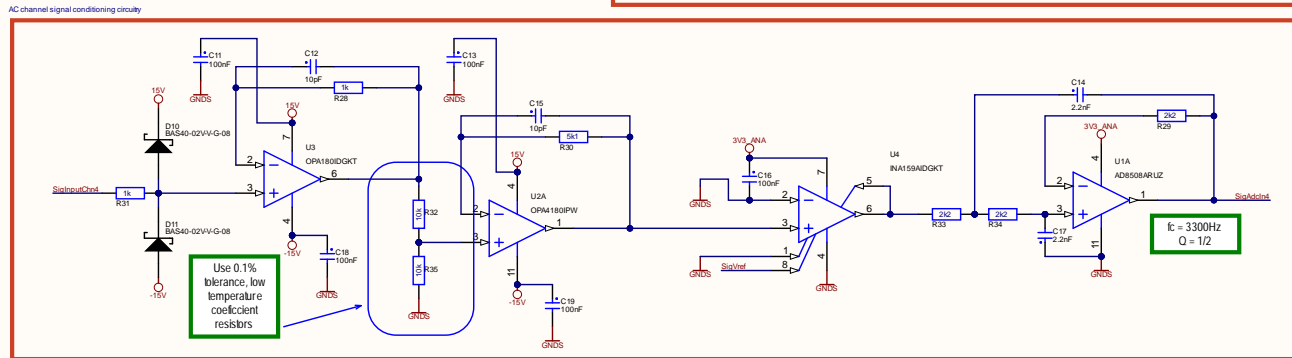 AC channel signal conditioning circuitry
C11
100nF
GNDS
C12
10pF
1k
R28
C13
100nF
GNDS
15V
D10
BAS40-02V-V-G-08
SigInputChn4
1k
R31
D11
BAS40-02V-V-G-08
-15V
15V
7
2
3
6
4
U3
OPA180IDGKT
-15V
C18
100nF
GNDS
Use 0.1%
tolerance, low
temperature
coeficcient
resistors
10k
R32
10k
R35
GNDS
C15
10pF
5k1
R30
15V
4
2
3
1
11
U2A
OPA4180IPW
-15V
C19
100nF
GNDS
3V3_ANA
C16
100nF
GNDS
7
2
3
5
6
1
8
4
U4
INA159AIDGKT
GNDS
SigVref
GNDS
2k2
R33
2k2
R34
C14
2.2nF
2k2
R29
3V3_ANA
4
2
3
1
11
U1A
AD8508ARUZ
C17
2.2nF
GNDS
SigAdcIn4
fc = 3300Hz
Q = 1/2